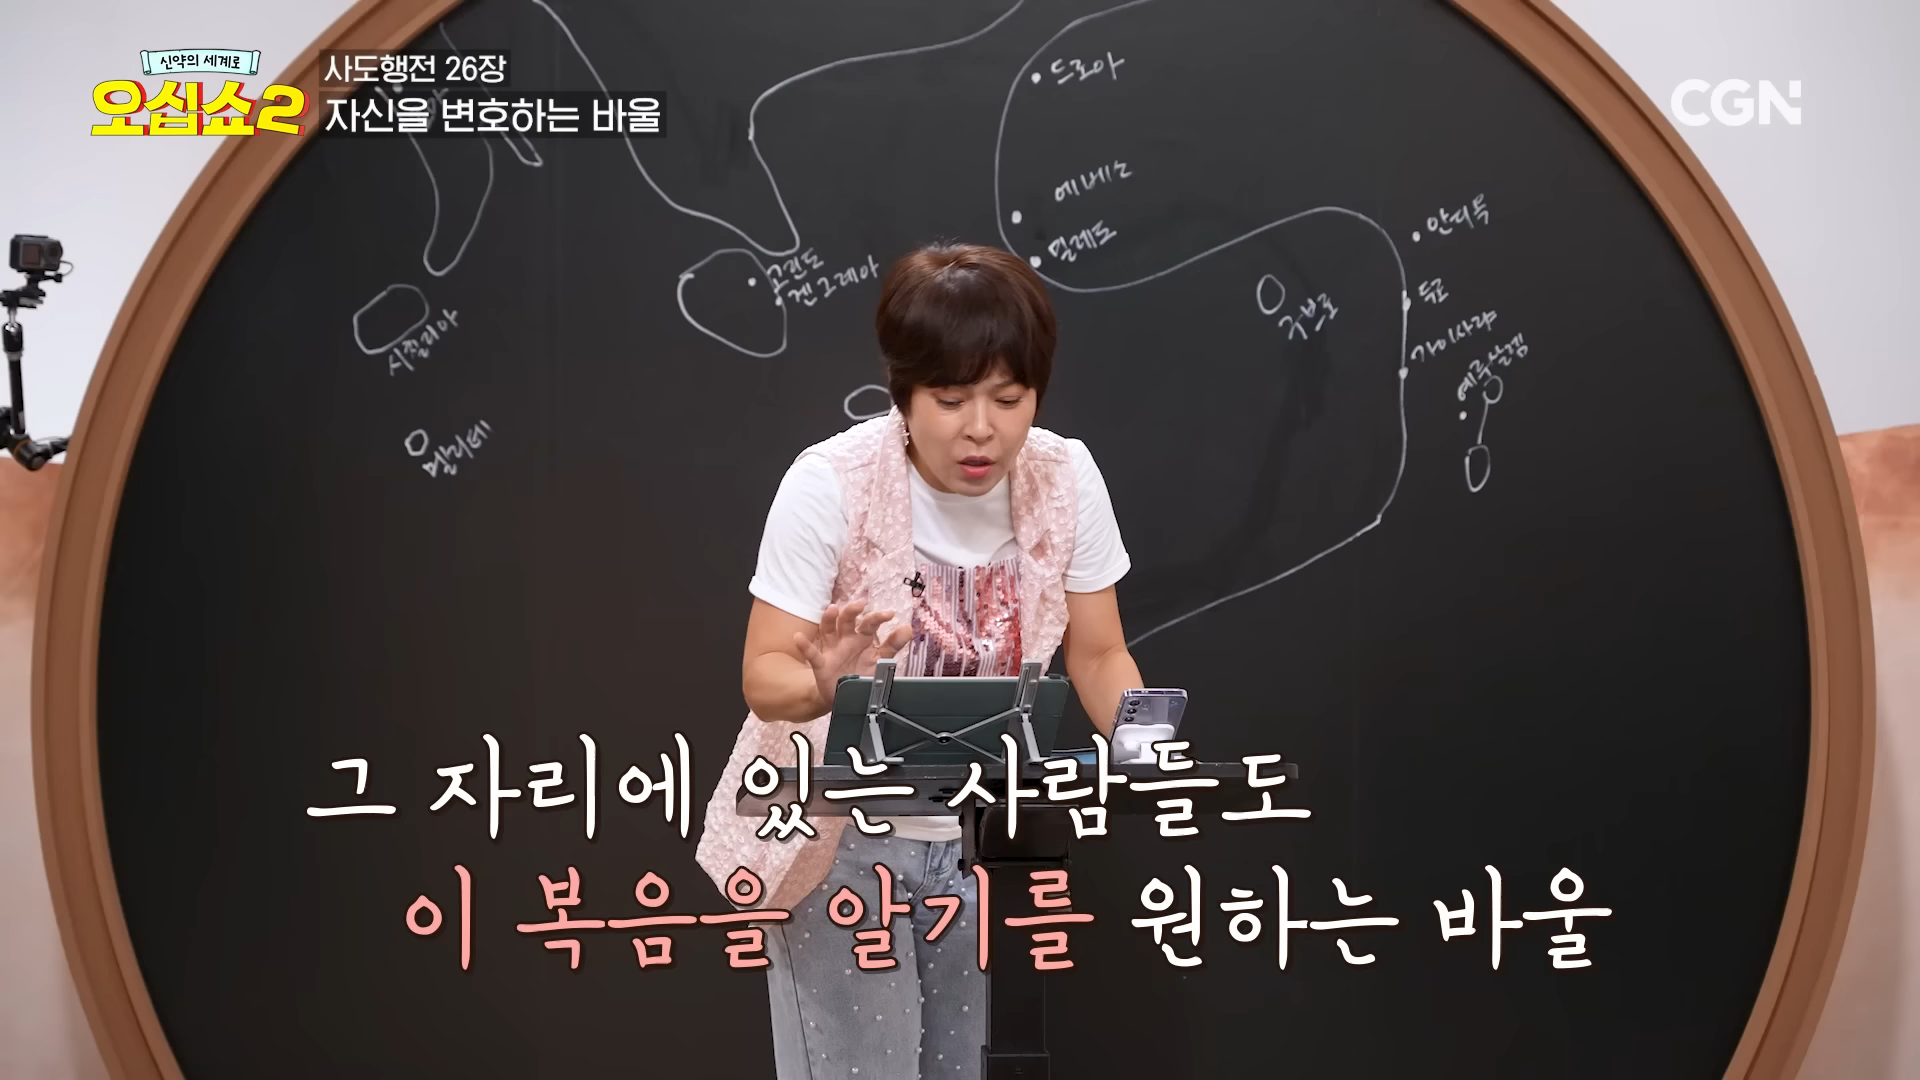 신약의 세계로
오십쇼2
사도행전 26장
자신을 변호하는 바울
CGN
드로아
에베소
밀레도
안디옥
고린도
겐그레아
구브로
두로
가이사랴
예루살렘
시칠리아
멜리데
그 자리에 있는 사람들도
이 복음을 알기를 원하는 바울